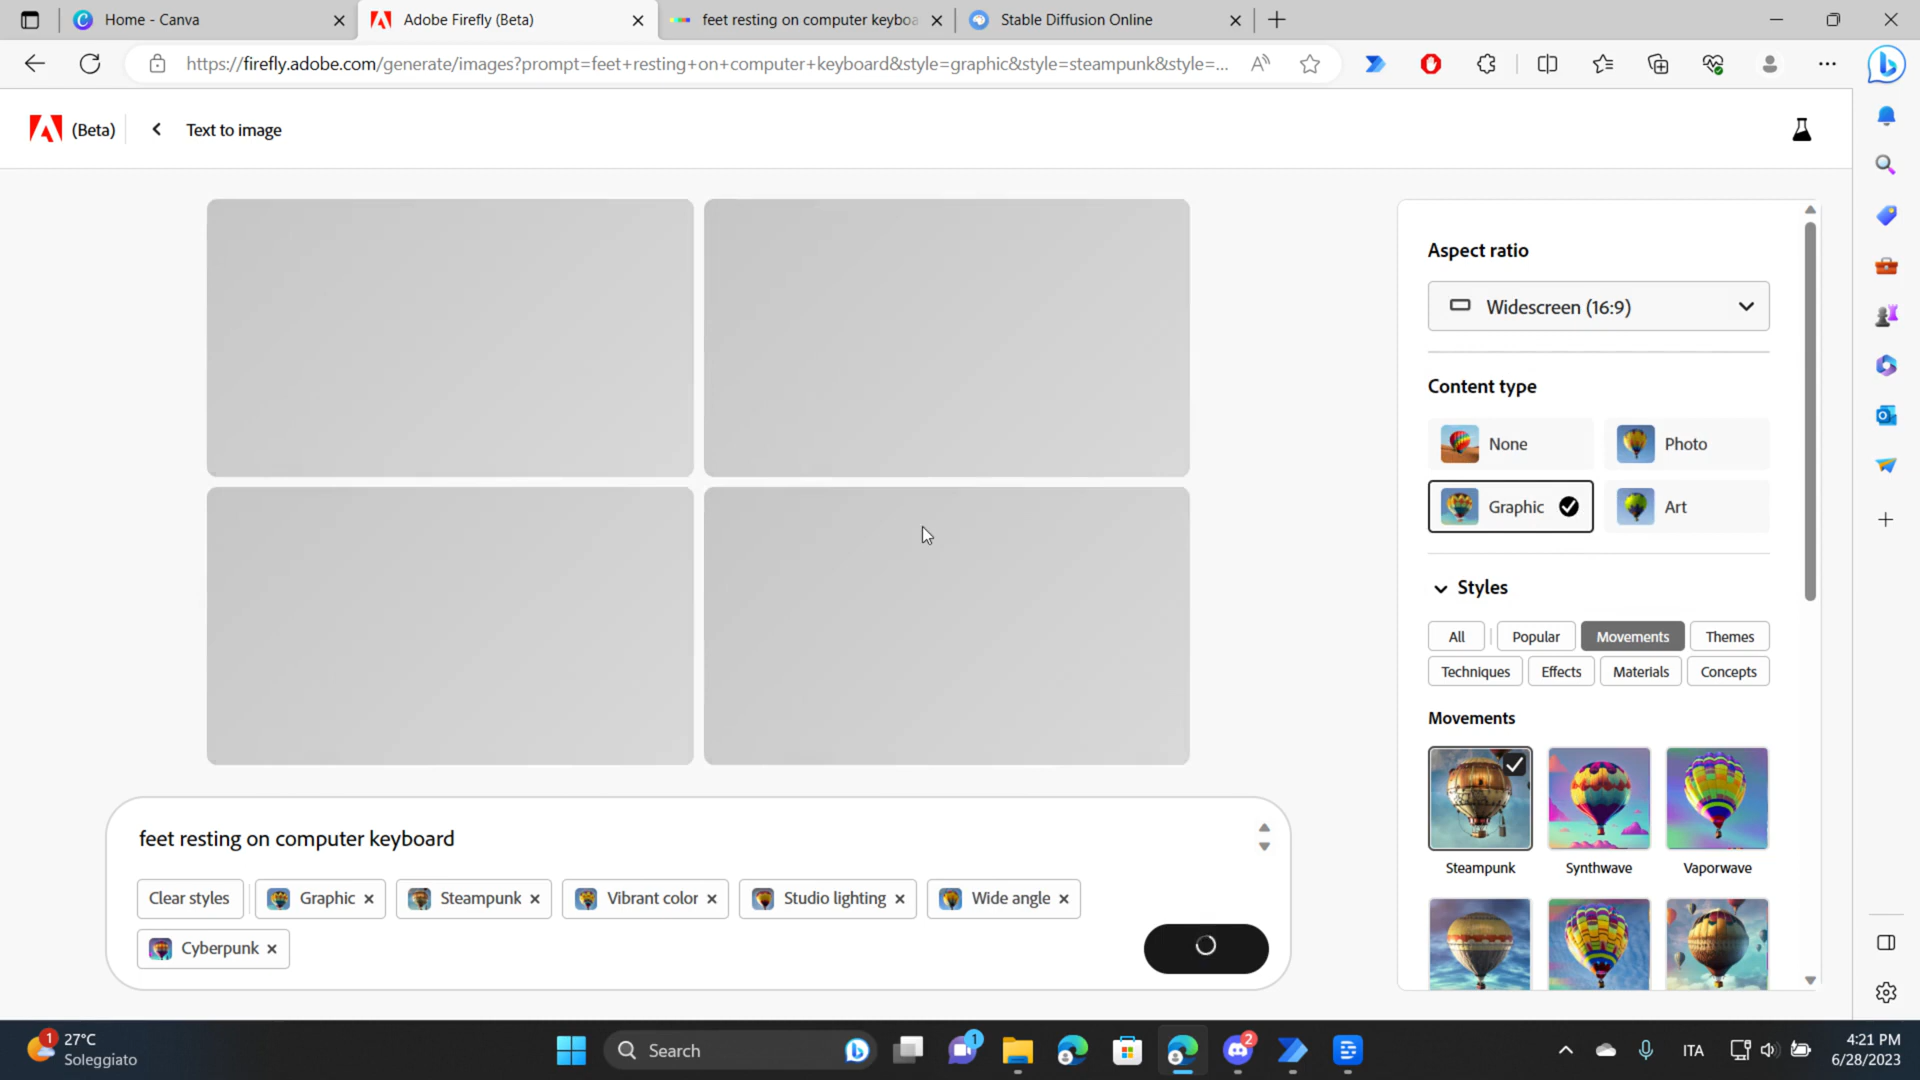 Home - Canva
Adobe Firefly (Beta)
feet resting on computer keyboa
Stable Diffusion Online
https://firefly.adobe.com/generate/images?prompt=feet+resting+on+computer+keyboard&style=graphic&style=steampunk&style=...
(Beta)
Text to image
Aspect ratio
Widescreen (16:9)
Content type
None
Photo
Graphic
Art
Styles
All
Popular
Movements
Themes
Techniques
Effects
Materials
Concepts
Movements
Steampunk
Synthwave
Vaporwave
feet resting on computer keyboard
Clear styles
Graphic
Steampunk
Vibrant color
Studio lighting
Wide angle
Cyberpunk
1
27°C
Soleggiato
Search
1
2
ITA
4:21 PM
6/28/2023